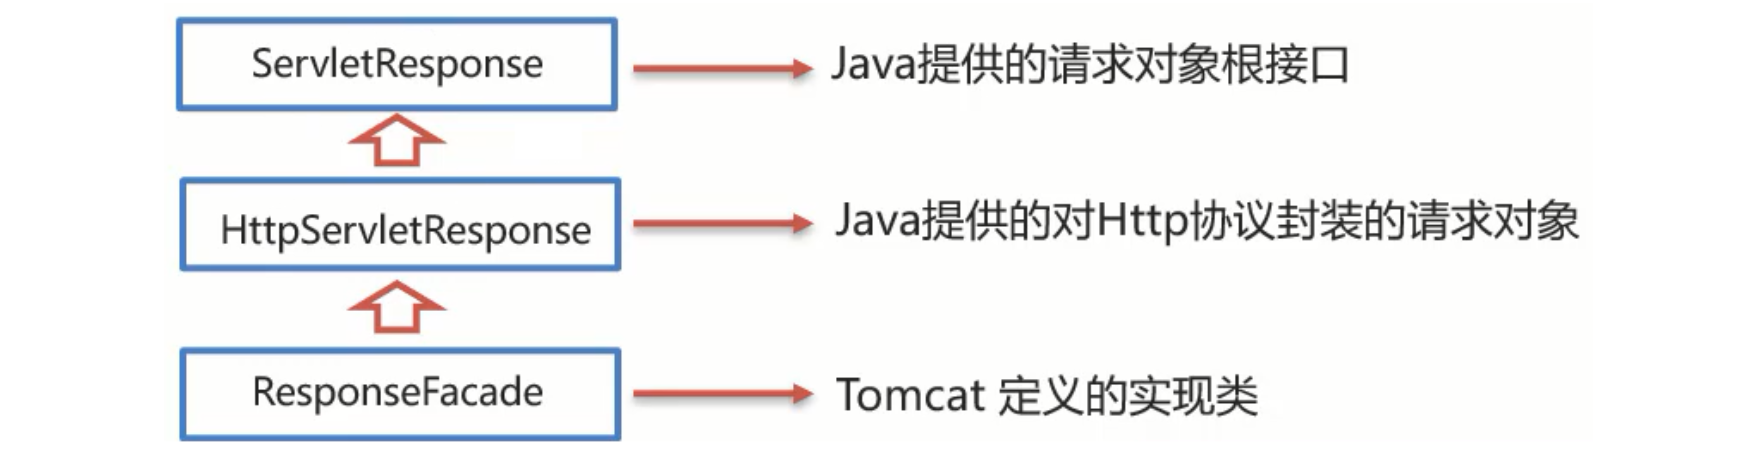 ServletResponse
Java提供的请求对象根接口
HttpServletResponse
Java提供的对Http协议封装的请求对象
ResponseFacade
Tomcat 定义的实现类